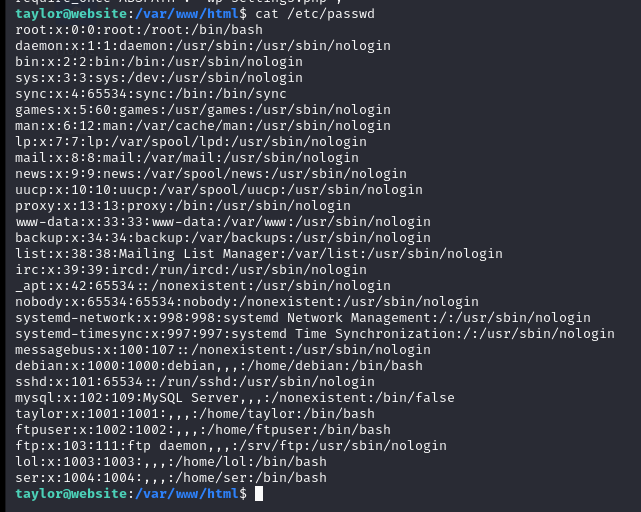 taylor@website:/var/www/html$ cat /etc/passwd
root:x:0:0:root:/root:/bin/bash
daemon:x:1:1:daemon:/usr/sbin:/usr/sbin/nologin
bin:x:2:2:bin:/bin:/usr/sbin/nologin
sys:x:3:3:sys:/dev:/usr/sbin/nologin
sync:x:4:65534:sync:/bin:/bin/sync
games:x:5:60:games:/usr/games:/usr/sbin/nologin
man:x:6:12:man:/var/cache/man:/usr/sbin/nologin
lp:x:7:7:lp:/var/spool/lpd:/usr/sbin/nologin
mail:x:8:8:mail:/var/mail:/usr/sbin/nologin
news:x:9:9:news:/var/spool/news:/usr/sbin/nologin
uucp:x:10:10:uucp:/var/spool/uucp:/usr/sbin/nologin
proxy:x:13:13:proxy:/bin:/usr/sbin/nologin
www-data:x:33:33:www-data:/var/www:/usr/sbin/nologin
backup:x:34:34:backup:/var/backups:/usr/sbin/nologin
list:x:38:38:Mailing List Manager:/var/list:/usr/sbin/nologin
irc:x:39:39:ircd:/run/ircd:/usr/sbin/nologin
_apt:x:42:65534::/nonexistent:/usr/sbin/nologin
nobody:x:65534:65534:nobody:/nonexistent:/usr/sbin/nologin
systemd-network:x:998:998:systemd Network Management:/:/usr/sbin/nologin
systemd-timesync:x:997:997:systemd Time Synchronization:/:/usr/sbin/nologin
messagebus:x:100:107::/nonexistent:/usr/sbin/nologin
debian:x:1000:1000:debian,,,:/home/debian:/bin/bash
sshd:x:101:65534::/run/sshd:/usr/sbin/nologin
mysql:x:102:109:MySQL Server,,,:/nonexistent:/bin/false
taylor:x:1001:1001:,,,:/home/taylor:/bin/bash
ftpuser:x:1002:1002:,,,:/home/ftpuser:/bin/bash
ftp:x:103:111:ftp daemon,,,:/srv/ftp:/usr/sbin/nologin
lol:x:1003:1003:,,,:/home/lol:/bin/bash
ser:x:1004:1004:,,,:/home/ser:/bin/bash
taylor@website:/var/www/html$